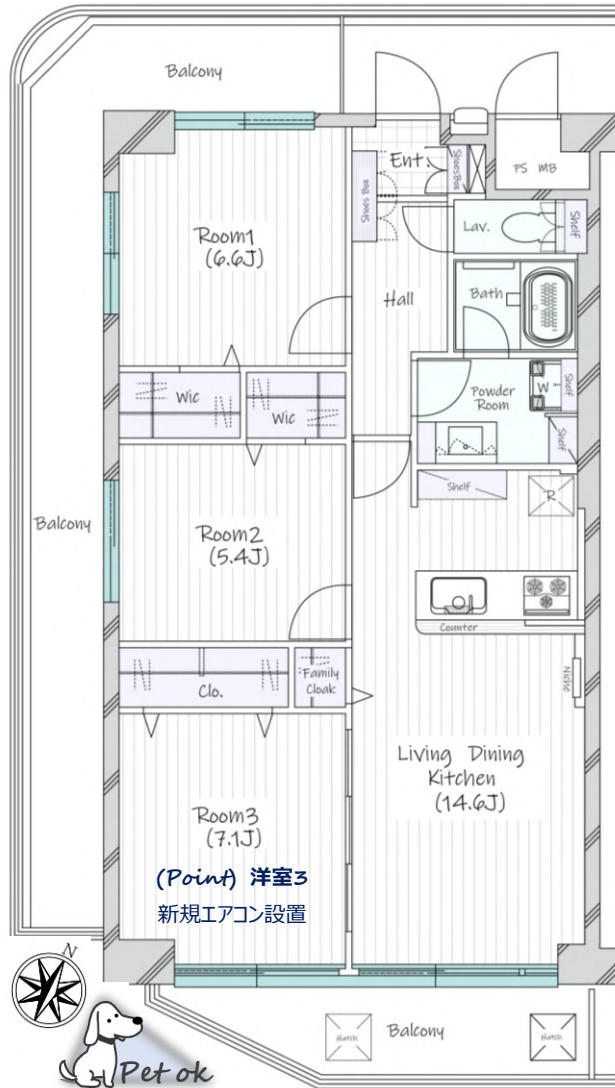 Balcony
Ent.
Shoes Box
ShoesBox
PS MB
Room1
(6.6J)
Lav.
Shelf
Hall
Bath
Wic
Wic
Powder
Room
W
Shelf
Shelf
Shelf
R
Balcony
Room2
(5.4J)
Counter
Niche
Clo.
Family
Cloak
Living Dining
Kitchen
(14.6J)
Room3
(7.1J)
(Point) 洋室3
新規エアコン設置
N
Hatch
Balcony
Hatch
Pet ok